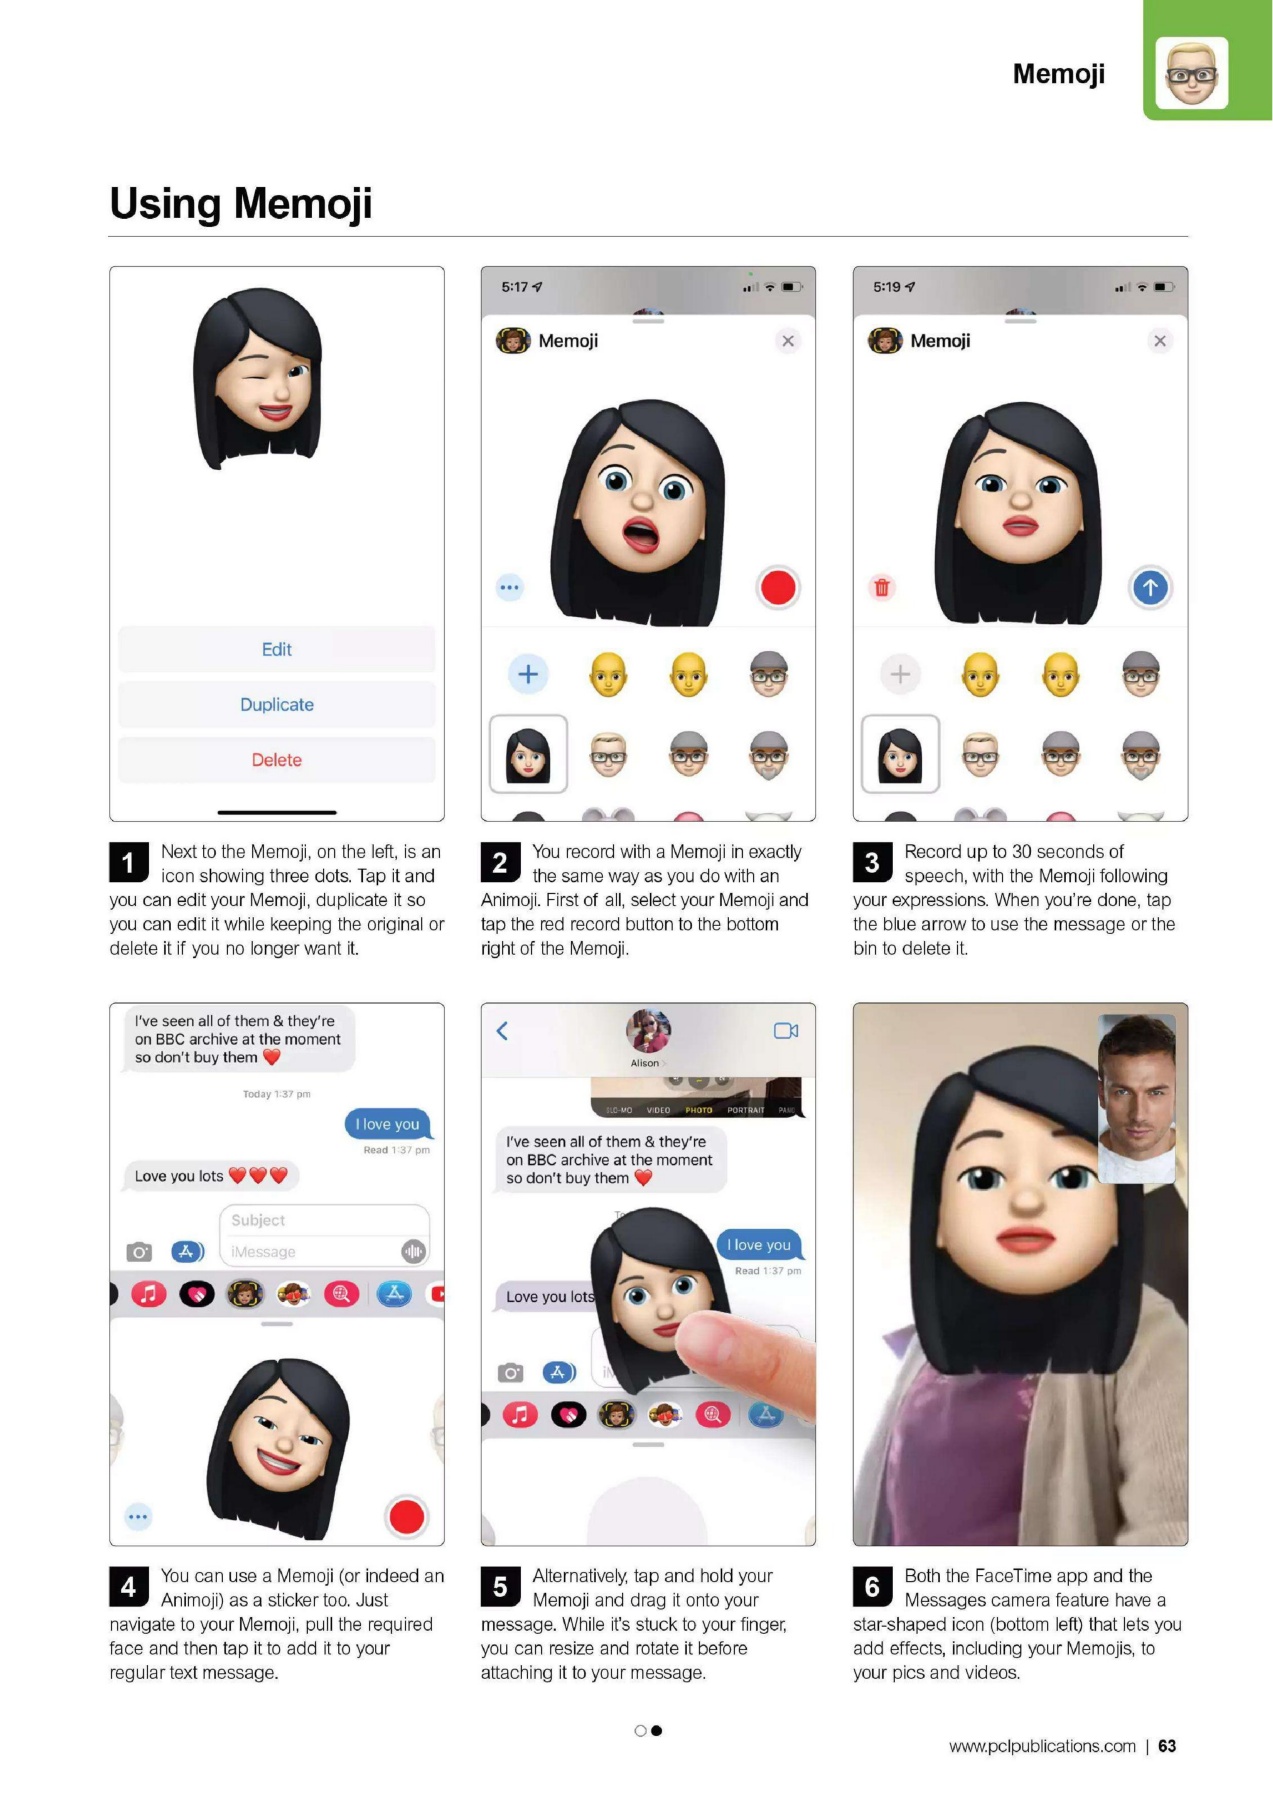 Memoji
Using Memoji
Edit
Duplicate
Delete
5:17
Memoji
5:19
Memoji
1 Next to the Memoji, on the left, is an
icon showing three dots. Tap it and
you can edit your Memoji, duplicate it so
you can edit it while keeping the original or
delete it if you no longer want it.
2 You record with a Memoji in exactly
the same way as you do with an
Animoji. First of all, select your Memoji and
tap the red record button to the bottom
right of the Memoji.
3 Record up to 30 seconds of
speech, with the Memoji following
your expressions. When you're done, tap
the blue arrow to use the message or the
bin to delete it.
I've seen all of them & they're
on BBC archive at the moment
so don't buy them ❤️
Today 1:37 pm
I love you
Read 1:37 pm
Love you lots ❤️❤️❤️
Subject
iMessage
Alison
VIDEO PHOTO PORTRAIT PANO
I've seen all of them & they're
on BBC archive at the moment
so don't buy them ❤️
I love you
Read 1:37 pm
Love you lots
4 You can use a Memoji (or indeed an
Animoji) as a sticker too. Just
navigate to your Memoji, pull the required
face and then tap it to add it to your
regular text message.
5 Alternatively, tap and hold your
Memoji and drag it onto your
message. While it's stuck to your finger,
you can resize and rotate it before
attaching it to your message.
6 Both the FaceTime app and the
Messages camera feature have a
star-shaped icon (bottom left) that lets you
add effects, including your Memojis, to
your pics and videos.
www.pclpublications.com | 63